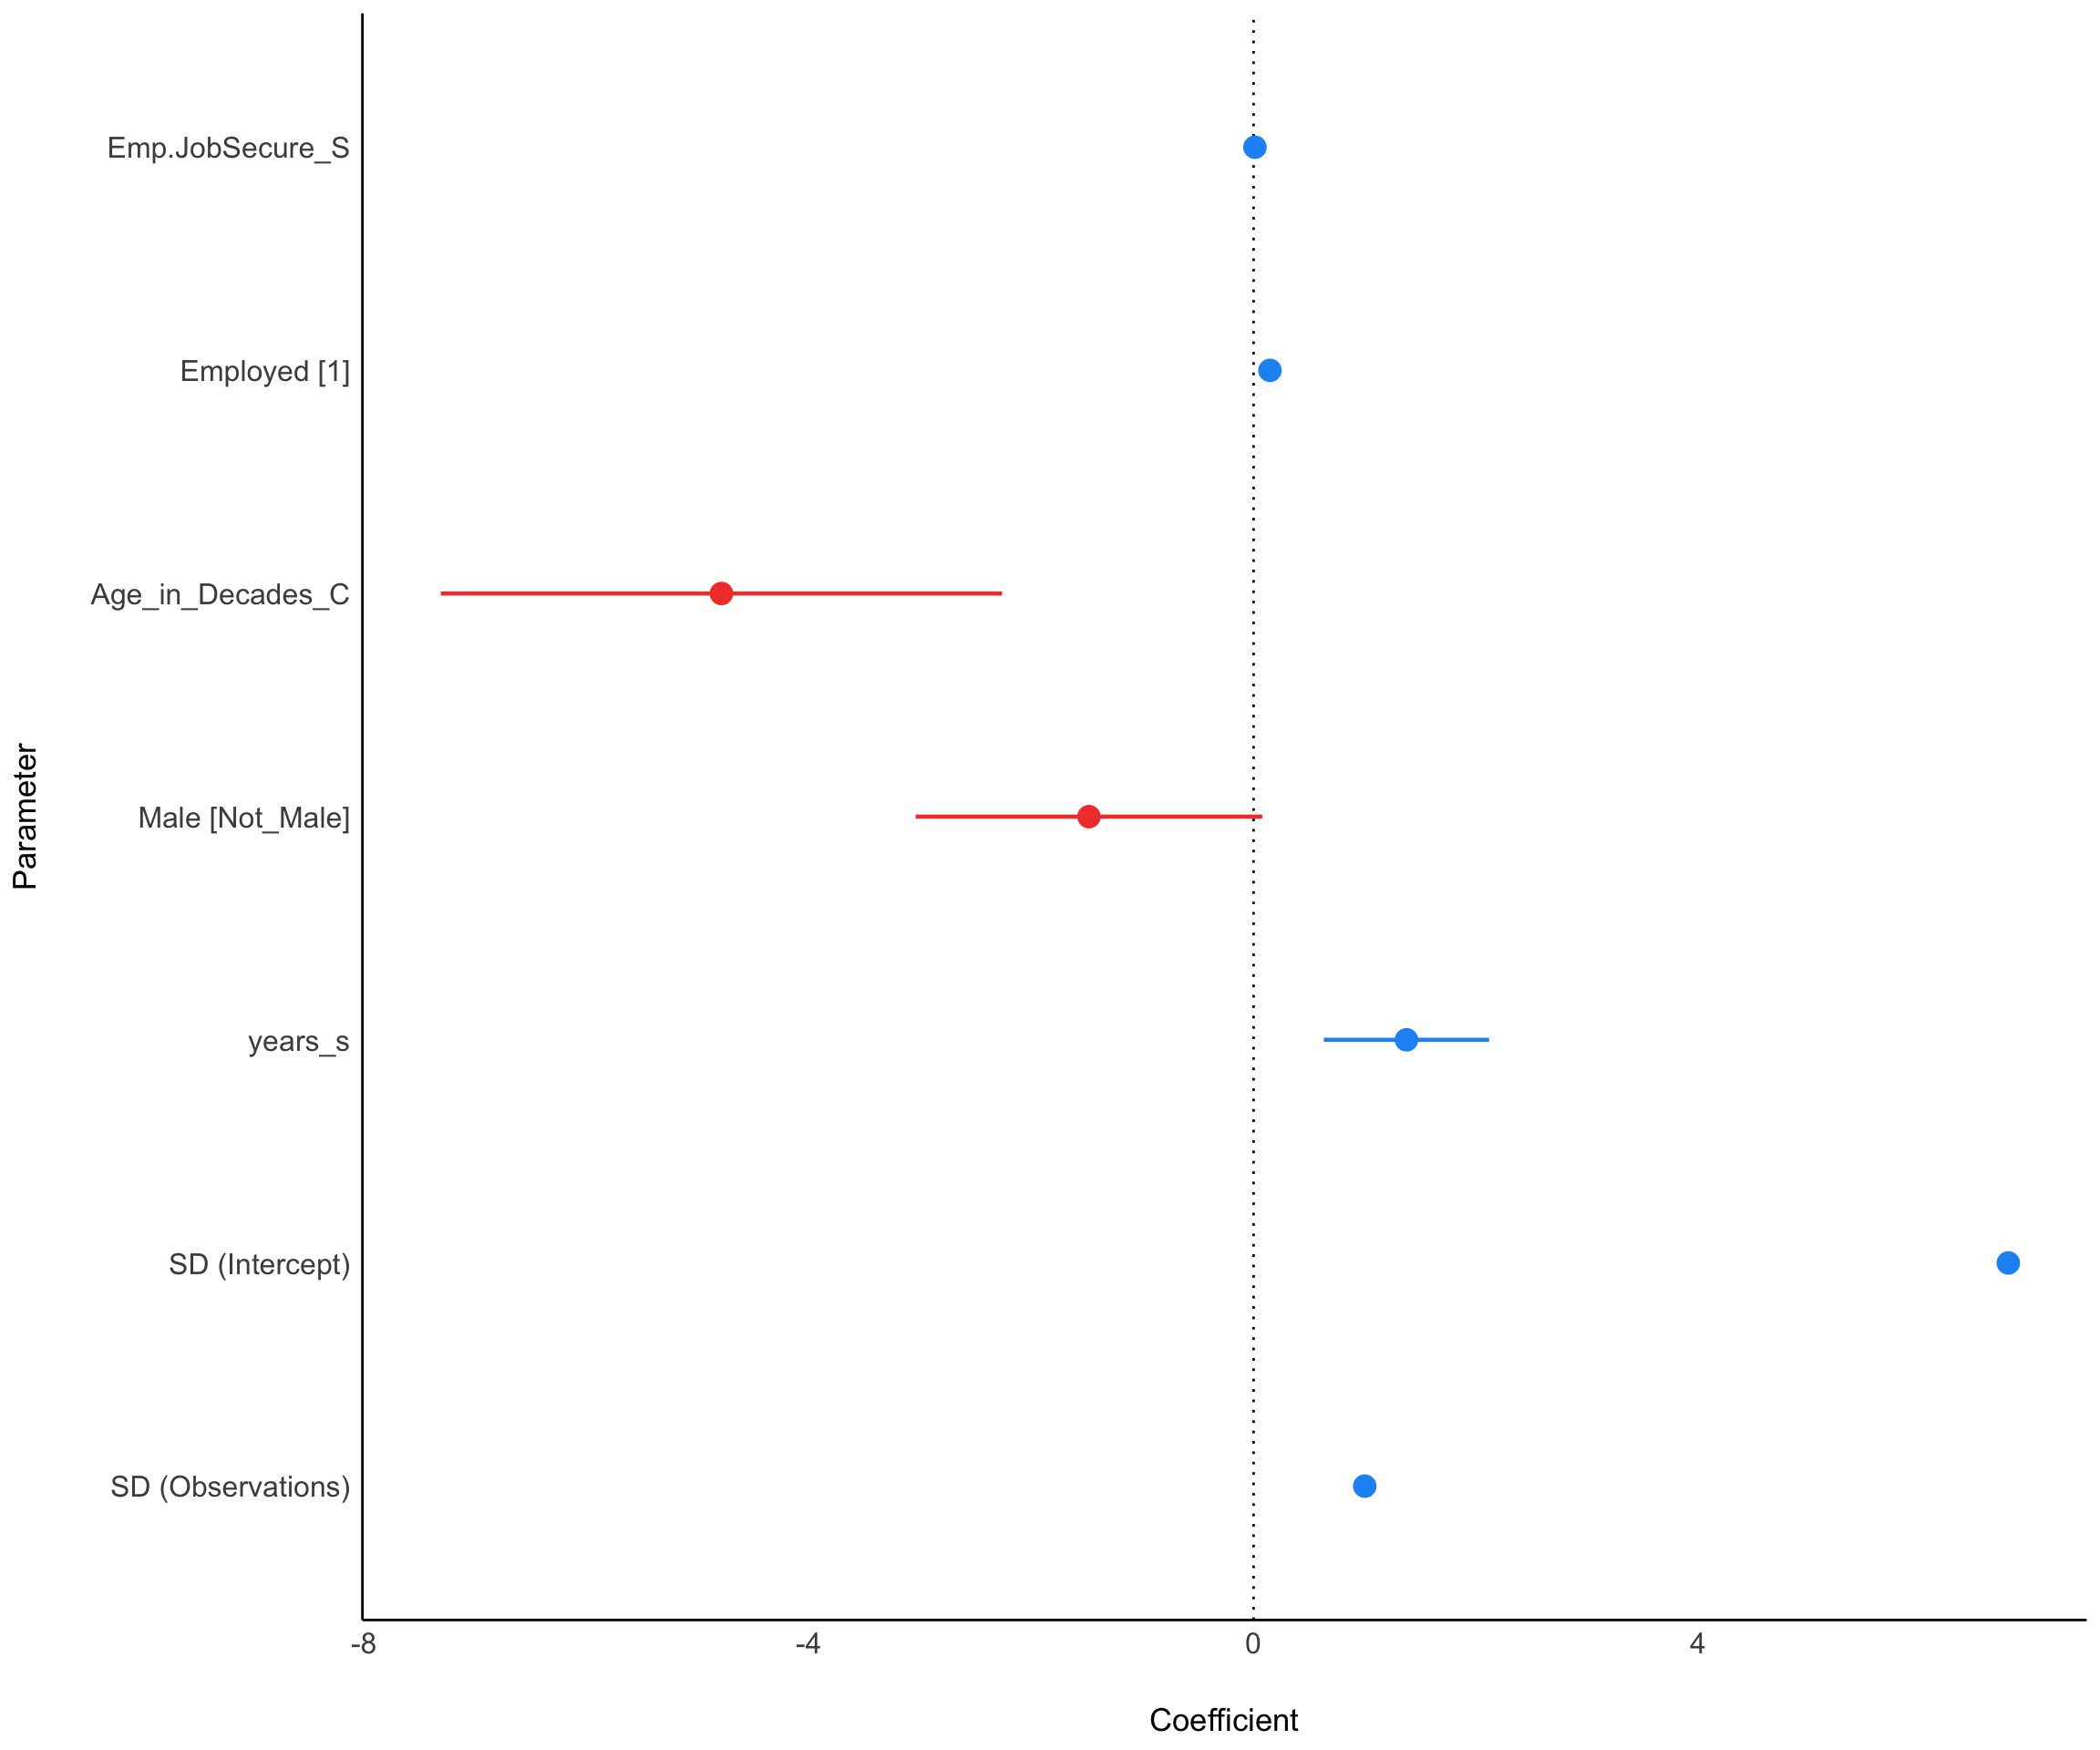 Emp.JobSecure_S
Employed [1]
Age_in_Decades_C
Male [Not_Male]
years_s
SD (Intercept)
SD (Observations)
Parameter
-8
-4
0
4
Coefficient